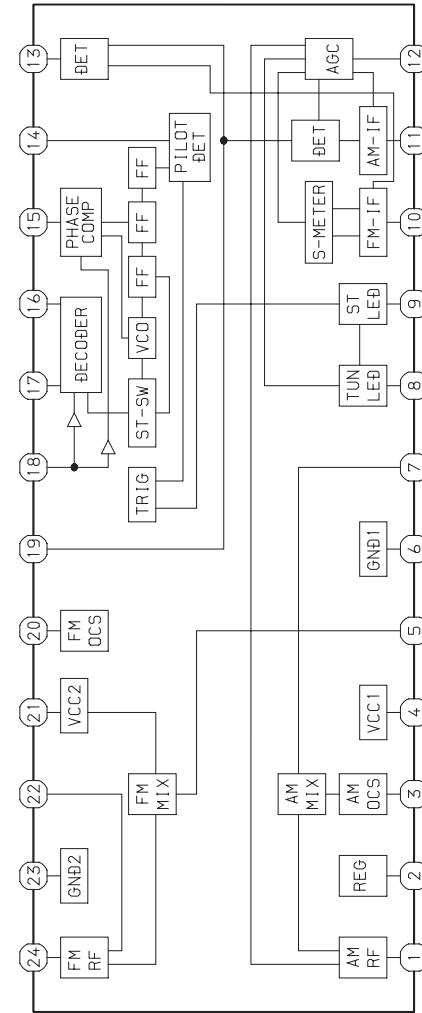 24
23
22
21
20
19
18
17
16
15
14
13
FM
RF
GND2
VCC2
FM
OCS
DECODER
PHASE
COMP
DET
FM
MIX
TRIG
ST-SW
VCO
FF
FF
FF
PILOT
DET
AM
MIX
S-METER
DET
AGC
AM
RF
REG
AM
OCS
VCC1
GND1
TUN
LED
ST
LED
FM-IF
AM-IF
1
2
3
4
5
6
7
8
9
10
11
12